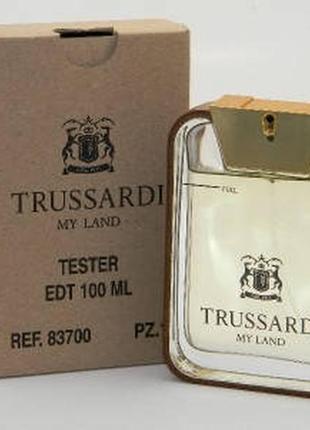 TRUSSARDI
MY LAND
TESTER
EDT 100 ML
REF. 83700 PZ.
FULL
TRUSSARDI
MY LAND